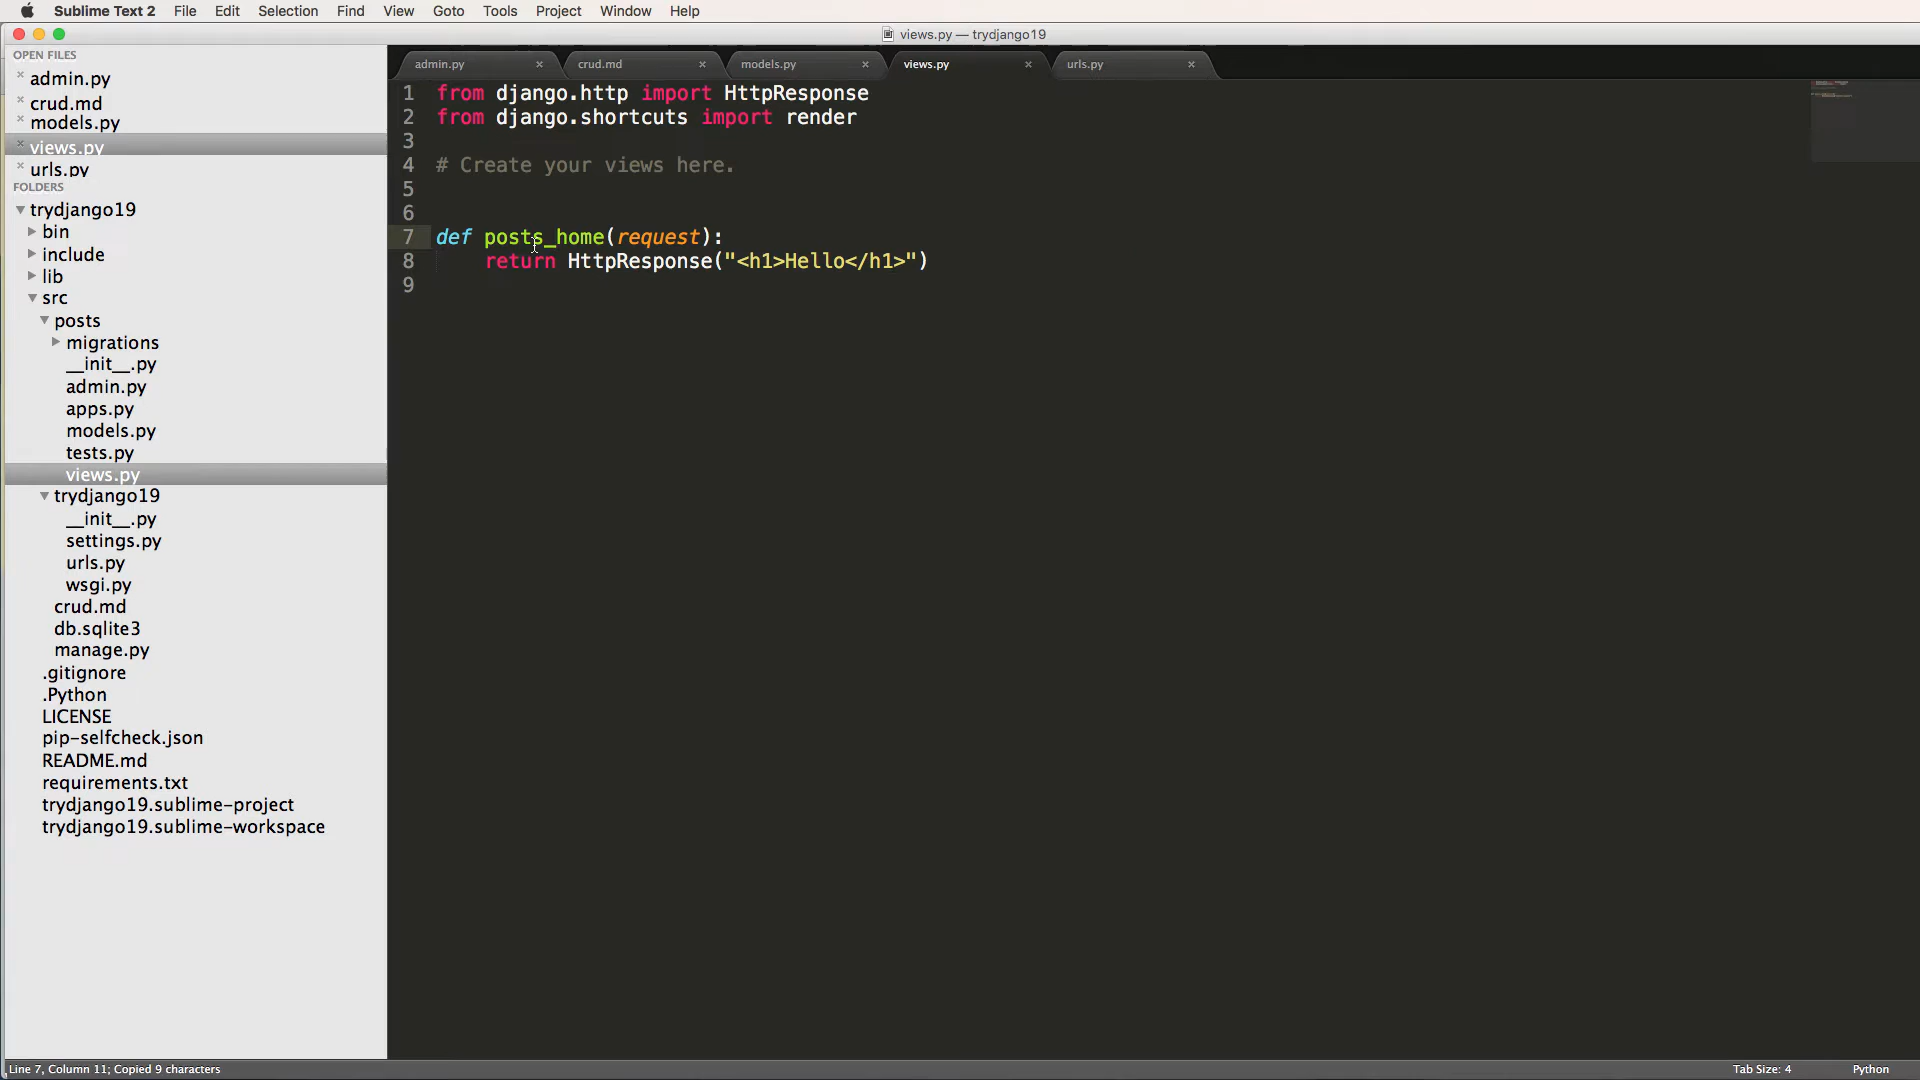 Sublime Text 2 File Edit Selection Find View Goto Tools Project Window Help
views.py — trydjango19
OPEN FILES
admin.py
crud.md
models.py
views.py
urls.py
FOLDERS
trydjango19
bin
include
lib
src
posts
migrations
__init__.py
admin.py
apps.py
models.py
tests.py
views.py
trydjango19
__init__.py
settings.py
urls.py
wsgi.py
crud.md
db.sqlite3
manage.py
.gitignore
.Python
LICENSE
pip-selfcheck.json
README.md
requirements.txt
trydjango19.sublime-project
trydjango19.sublime-workspace
admin.py crud.md models.py views.py urls.py
1 from django.http import HttpResponse
2 from django.shortcuts import render
3
4 # Create your views here.
5
6
7 def posts_home(request):
8 return HttpResponse("<h1>Hello</h1>")
9
Line 7, Column 11; Copied 9 characters
Tab Size: 4 Python